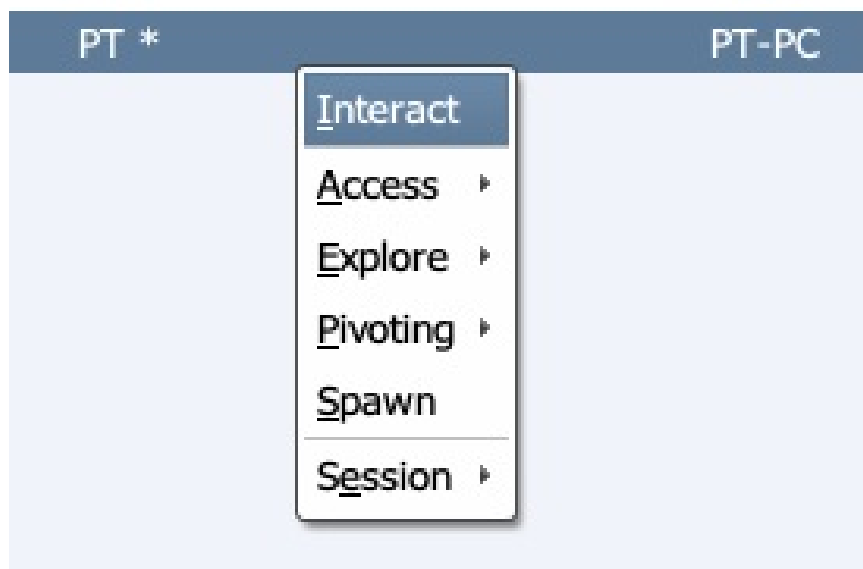 PT * PT-PC
Interact
Access
Explore
Pivoting
Spawn
Session